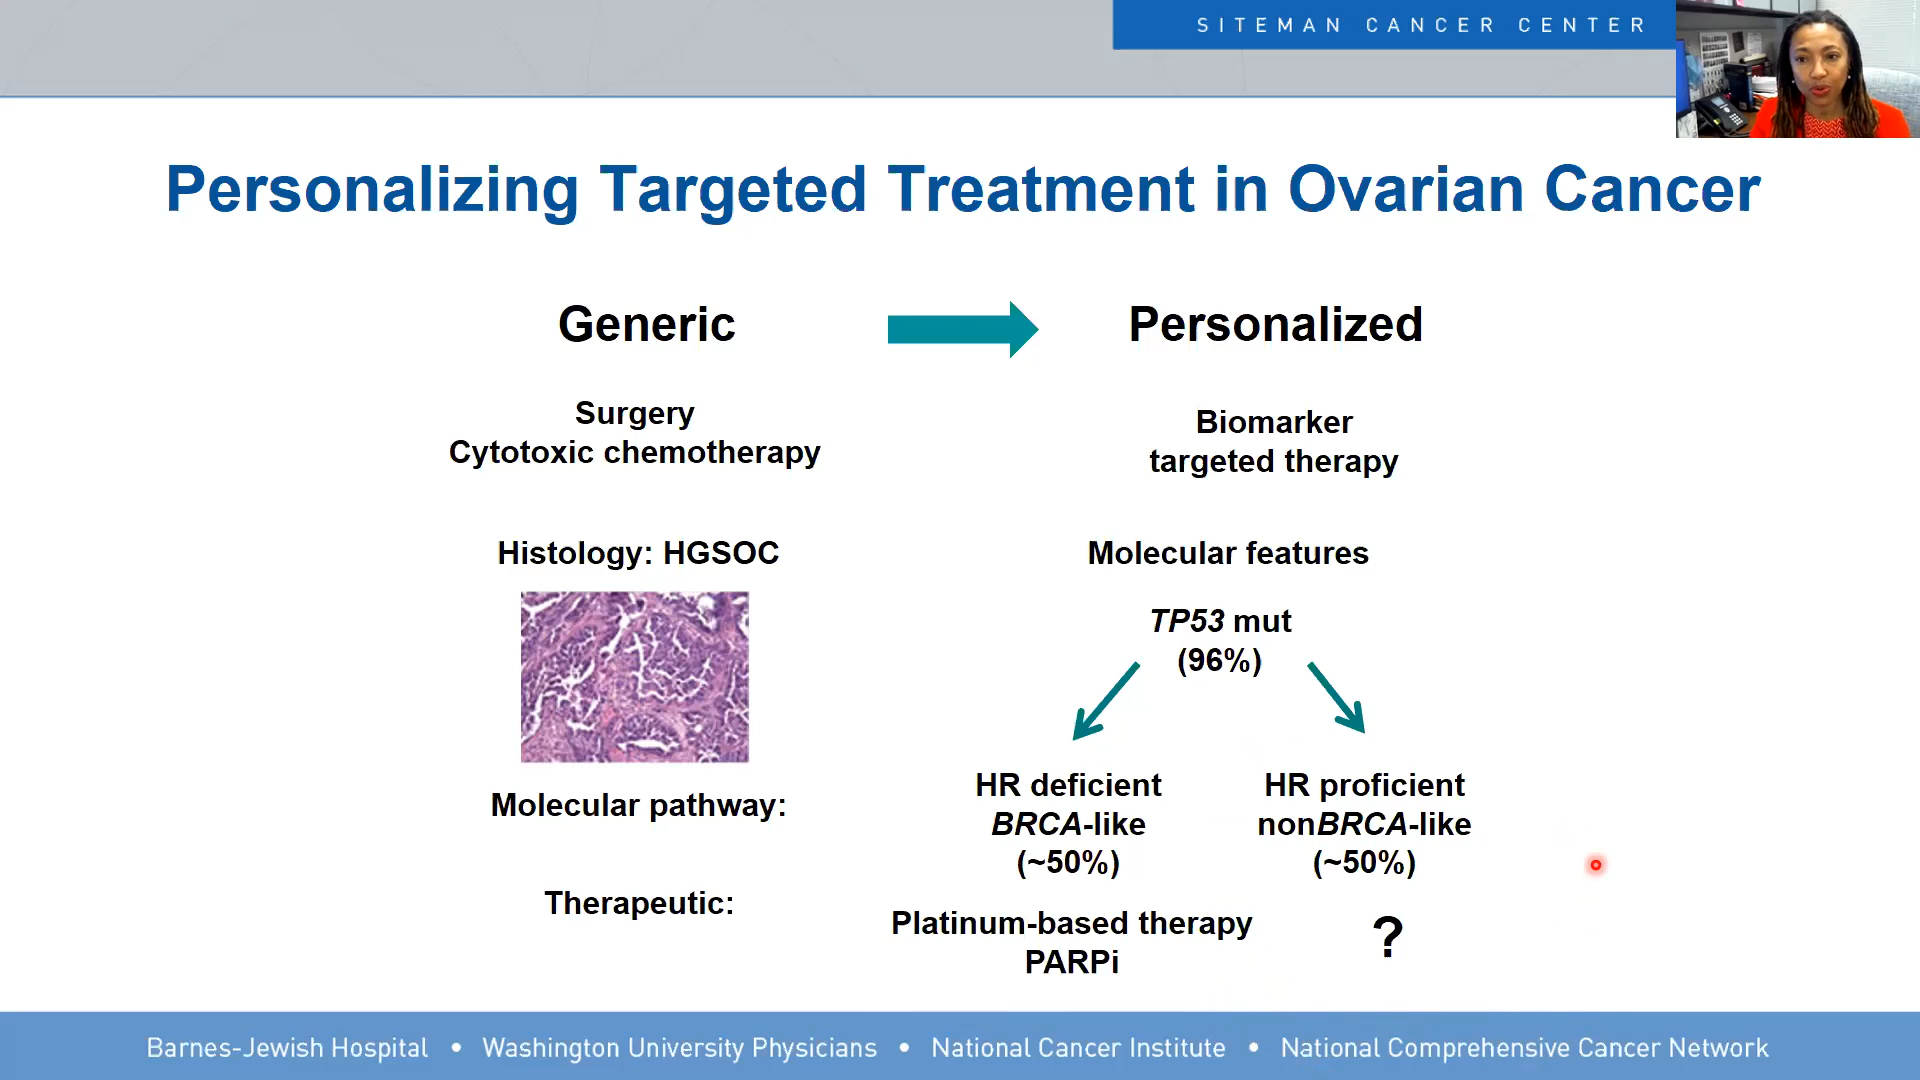 SITEMAN CANCER CENTER
Personalizing Targeted Treatment in Ovarian Cancer
Generic
Personalized
Surgery
Cytotoxic chemotherapy
Biomarker
targeted therapy
Histology: HGSOC
Molecular features
TP53 mut
(96%)
Molecular pathway:
HR deficient
BRCA-like
(~50%)
HR proficient
nonBRCA-like
(~50%)
Therapeutic:
Platinum-based therapy
PARPi
?
Barnes-Jewish Hospital • Washington University Physicians • National Cancer Institute • National Comprehensive Cancer Network